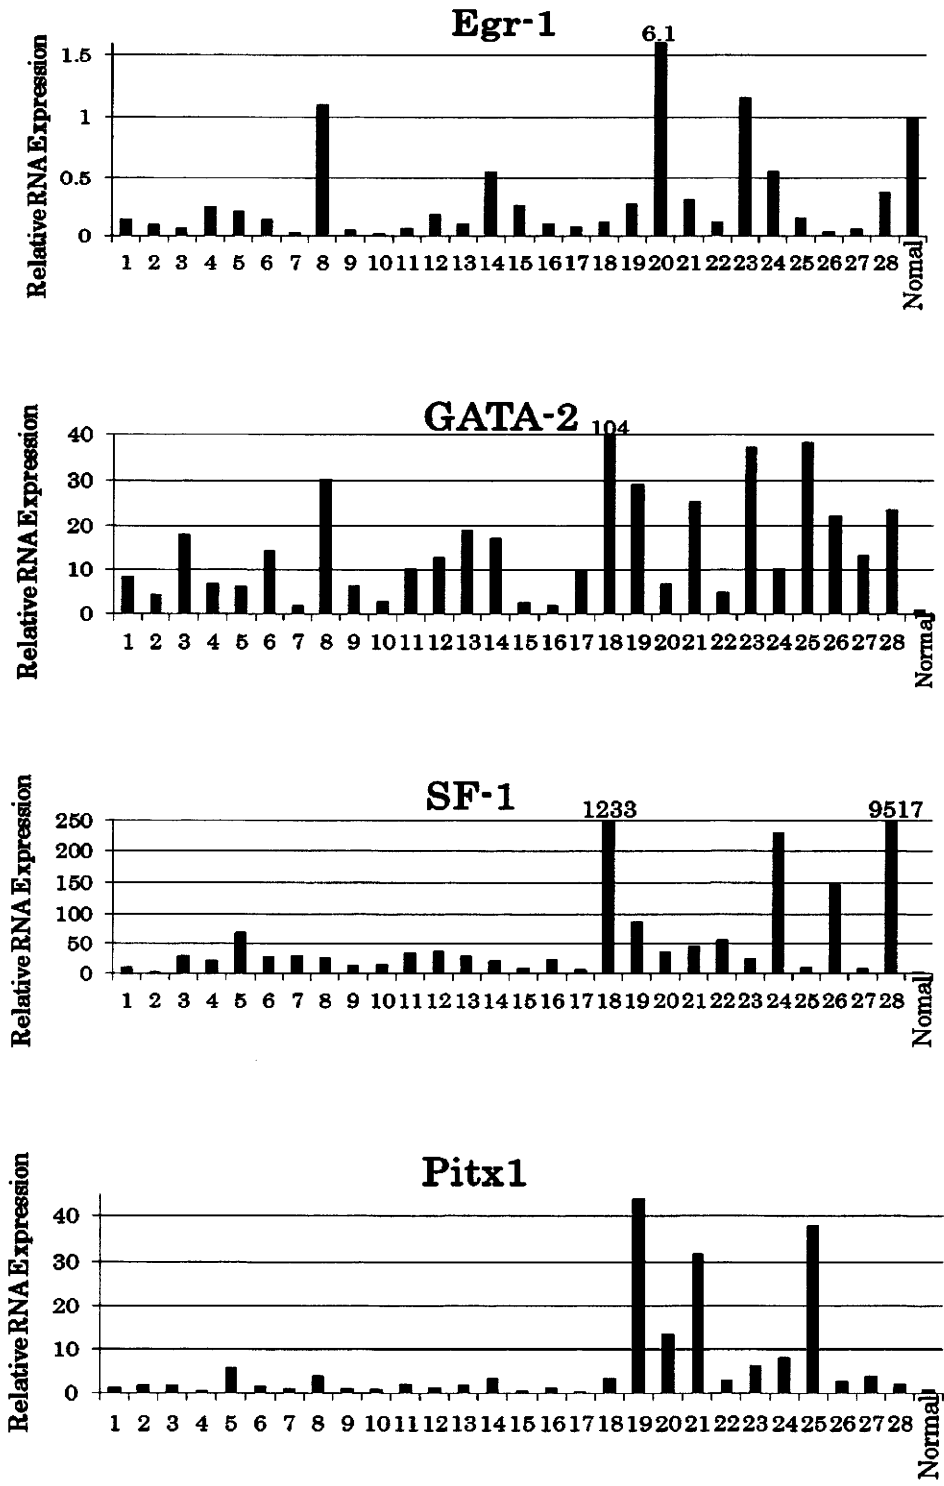 Egr-1
6.1
Relative RNA Expression
1.5
1
0.5
0
1 2 3 4 5 6 7 8 9 10 11 12 13 14 15 16 17 18 19 20 21 22 23 24 25 26 27 28 Nomal
GATA-2
104
Relative RNA Expression
40
30
20
10
0
1 2 3 4 5 6 7 8 9 10 11 12 13 14 15 16 17 18 19 20 21 22 23 24 25 26 27 28 Normal
SF-1
1233 9517
Relative RNA Expression
250
200
150
100
50
0
1 2 3 4 5 6 7 8 9 10 11 12 13 14 15 16 17 18 19 20 21 22 23 24 25 26 27 28 Nomal
Pitx1
Relative RNA Expression
40
30
20
10
0
1 2 3 4 5 6 7 8 9 10 11 12 13 14 15 16 17 18 19 20 21 22 23 24 25 26 27 28 Normal